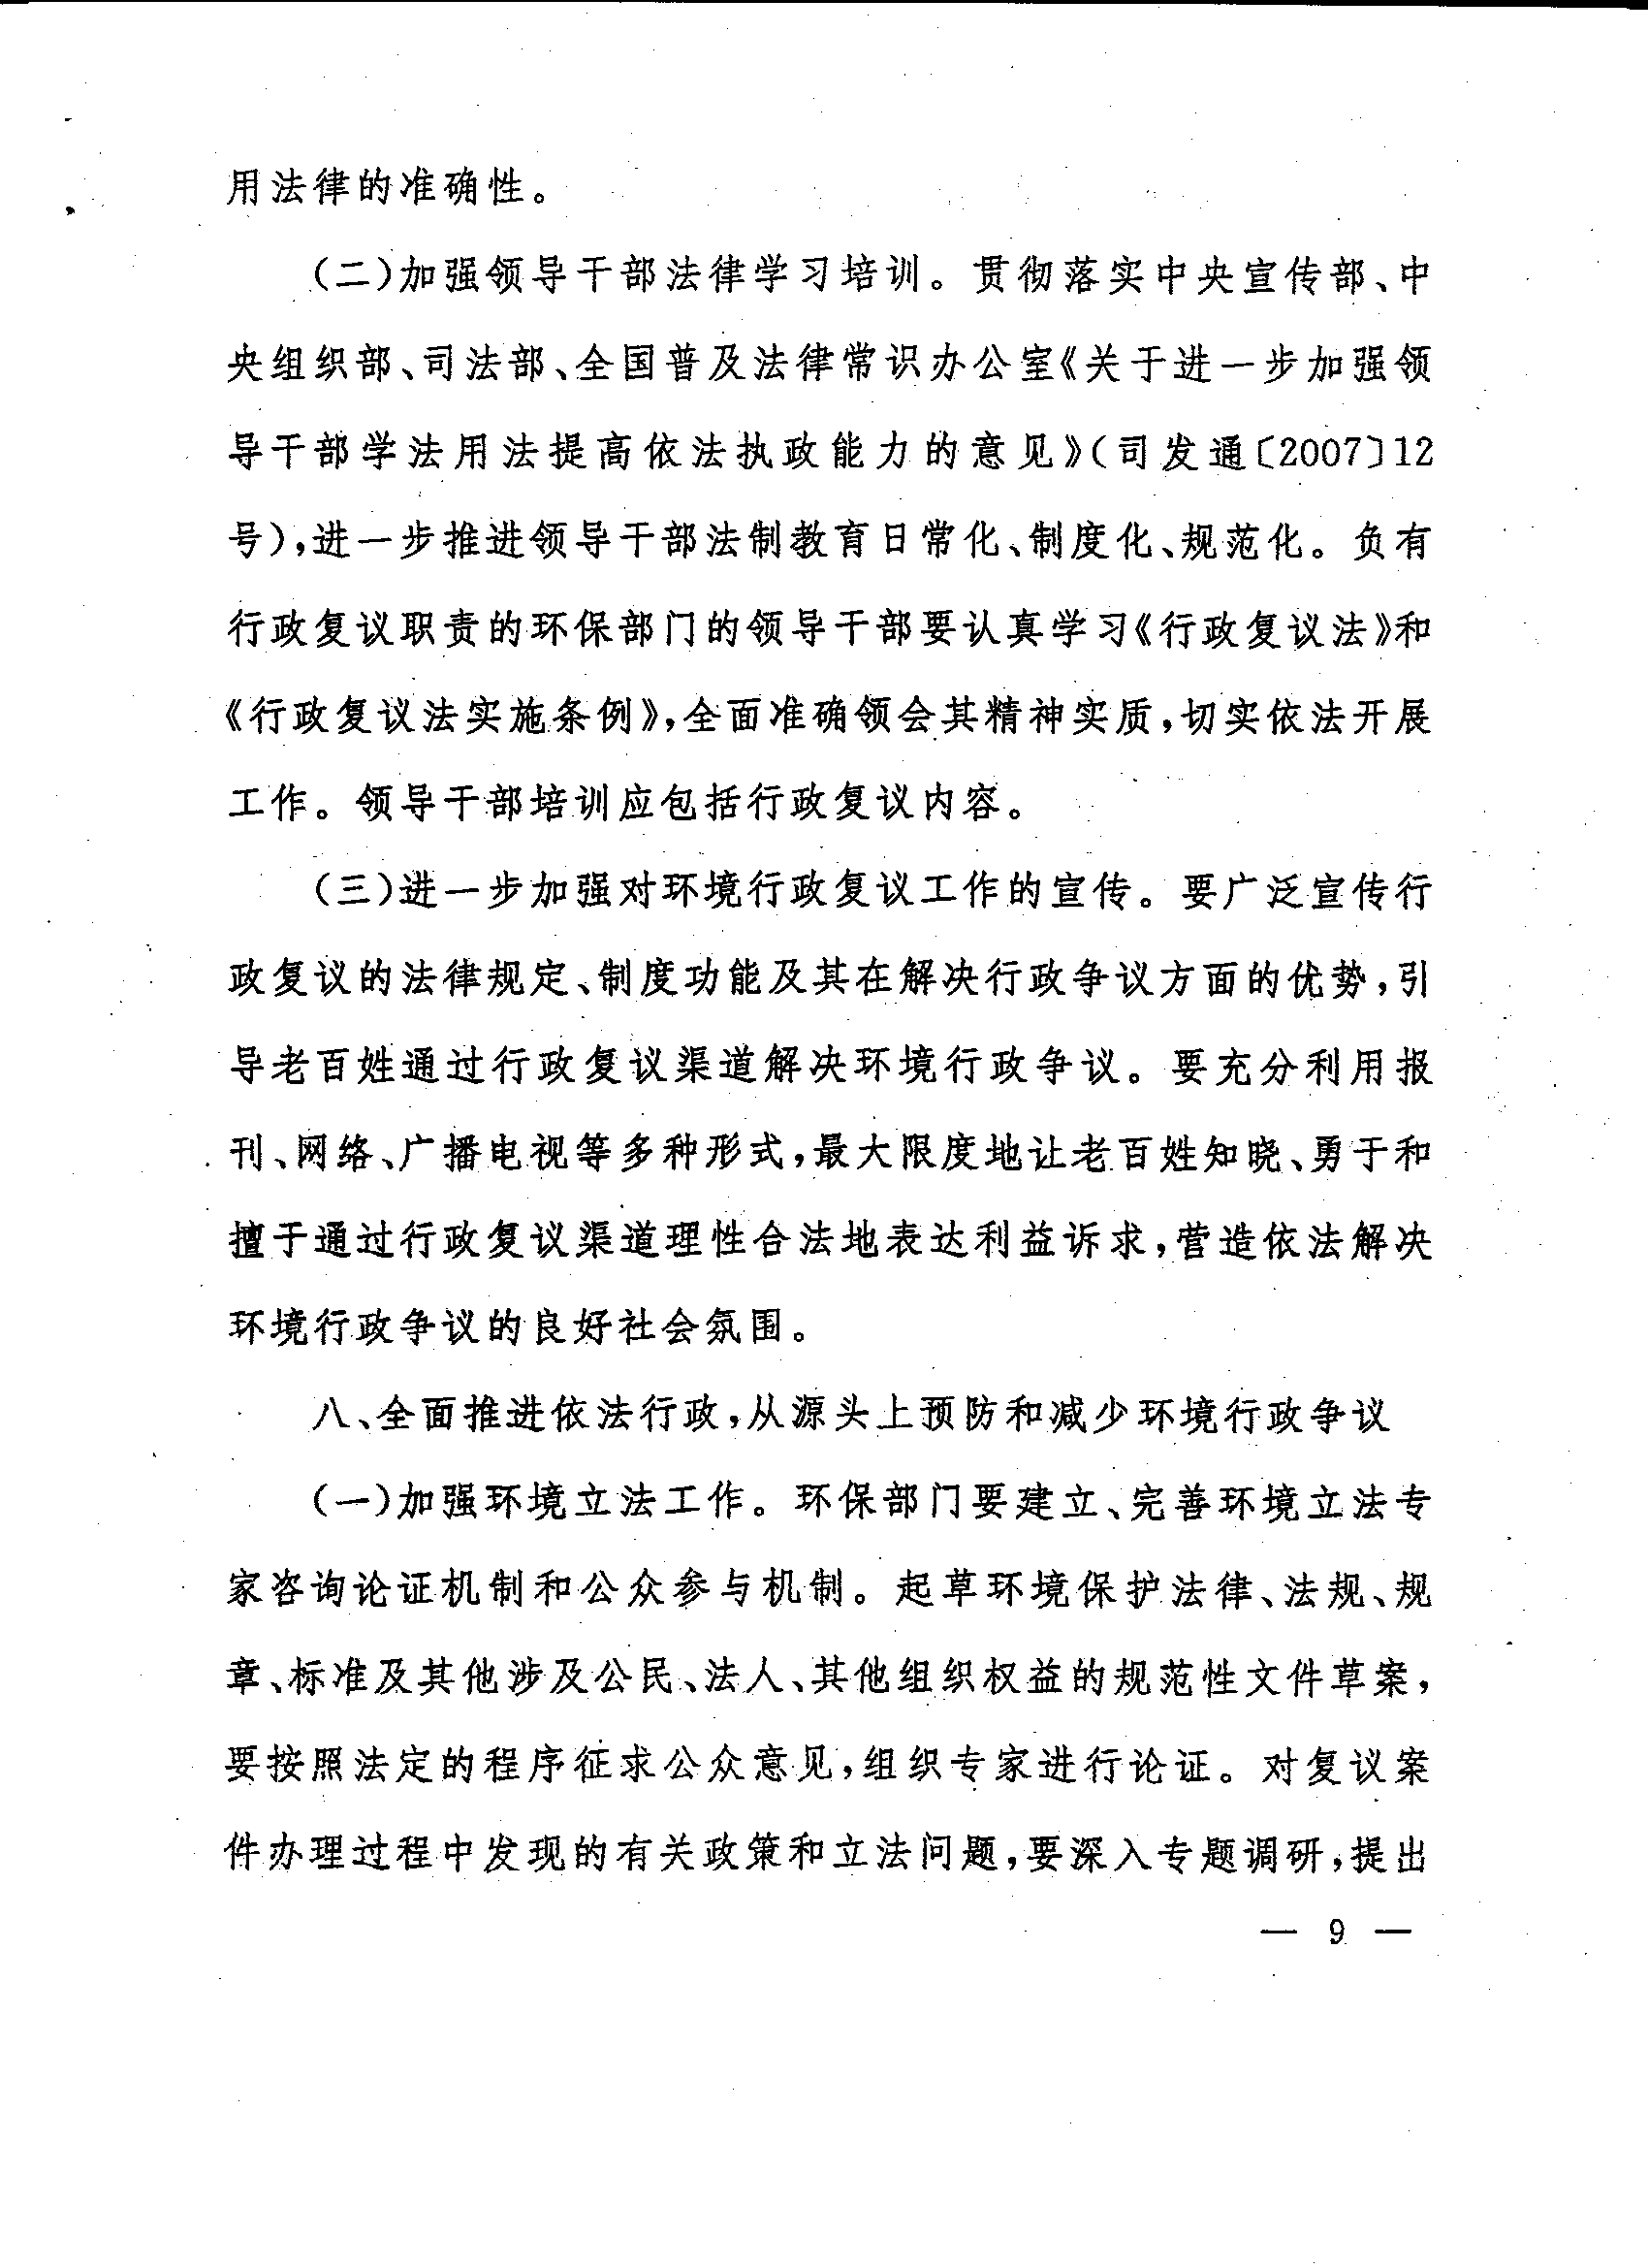 用法律的准确性。
(二)加强领导干部法律学习培训。贯彻落实中央宣传部、中
央组织部、司法部、全国普及法律常识办公室《关于进一步加强领
导干部学法用法提高依法执政能力的意见》(司发通〔2007〕12
号),进一步推进领导干部法制教育日常化、制度化、规范化。负有
行政复议职责的环保部门的领导干部要认真学习《行政复议法》和
《行政复议法实施条例》,全面准确领会其精神实质,切实依法开展
工作。领导干部培训应包括行政复议内容。
(三)进一步加强对环境行政复议工作的宣传。要广泛宣传行
政复议的法律规定、制度功能及其在解决行政争议方面的优势,引
导老百姓通过行政复议渠道解决环境行政争议。要充分利用报
刊、网络、广播电视等多种形式,最大限度地让老百姓知晓、勇于和
擅于通过行政复议渠道理性合法地表达利益诉求,营造依法解决
环境行政争议的良好社会氛围。
八、全面推进依法行政,从源头上预防和减少环境行政争议
(一)加强环境立法工作。环保部门要建立、完善环境立法专
家咨询论证机制和公众参与机制。起草环境保护法律、法规、规
章、标准及其他涉及公民、法人、其他组织权益的规范性文件草案,
要按照法定的程序征求公众意见,组织专家进行论证。对复议案
件办理过程中发现的有关政策和立法问题,要深入专题调研,提出
— 9 —